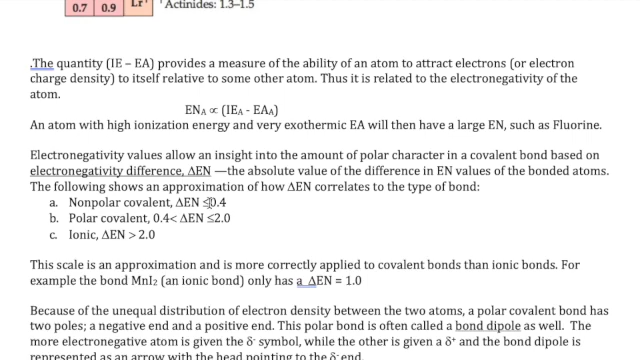 0.7 0.9 Lr † Actinides: 1.3–1.5
.The quantity (IE – EA) provides a measure of the ability of an atom to attract electrons (or electron
charge density) to itself relative to some other atom. Thus it is related to the electronegativity of the
atom.
ENA ∝ (IEA - EAA)
An atom with high ionization energy and very exothermic EA will then have a large EN, such as Fluorine.
Electronegativity values allow an insight into the amount of polar character in a covalent bond based on
electronegativity difference, ΔEN —the absolute value of the difference in EN values of the bonded atoms.
The following shows an approximation of how ΔEN correlates to the type of bond:
a. Nonpolar covalent, ΔEN ≤0.4
b. Polar covalent, 0.4< ΔEN ≤2.0
c. Ionic, ΔEN > 2.0
This scale is an approximation and is more correctly applied to covalent bonds than ionic bonds. For
example the bond MnI₂ (an ionic bond) only has a ΔEN = 1.0
Because of the unequal distribution of electron density between the two atoms, a polar covalent bond has
two poles; a negative end and a positive end. This polar bond is often called a bond dipole as well. The
more electronegative atom is given the δ⁻ symbol, while the other is given a δ⁺ and the bond dipole is
represented as an arrow with the head pointing to the δ⁻ end.